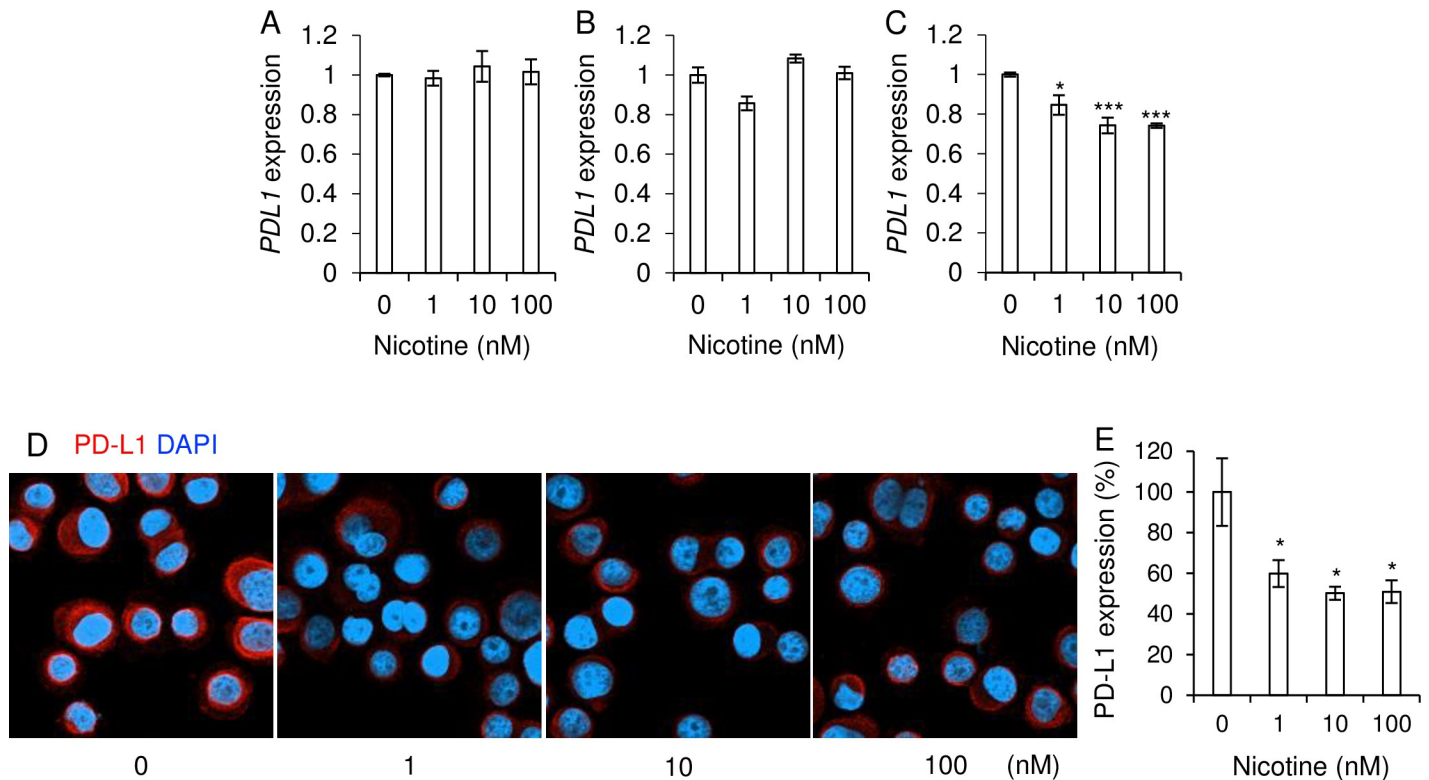 A
PDL1 expression
1.2
1
0.8
0.6
0.4
0.2
0
0 1 10 100
Nicotine (nM)
B
PDL1 expression
1.2
1
0.8
0.6
0.4
0.2
0
0 1 10 100
Nicotine (nM)
C
PDL1 expression
1.2
1
0.8
0.6
0.4
0.2
0
* *** ***
0 1 10 100
Nicotine (nM)
D PD-L1 DAPI
0 1 10 100 (nM)
E
PD-L1 expression (%)
120
100
80
60
40
20
0
* * *
0 1 10 100
Nicotine (nM)